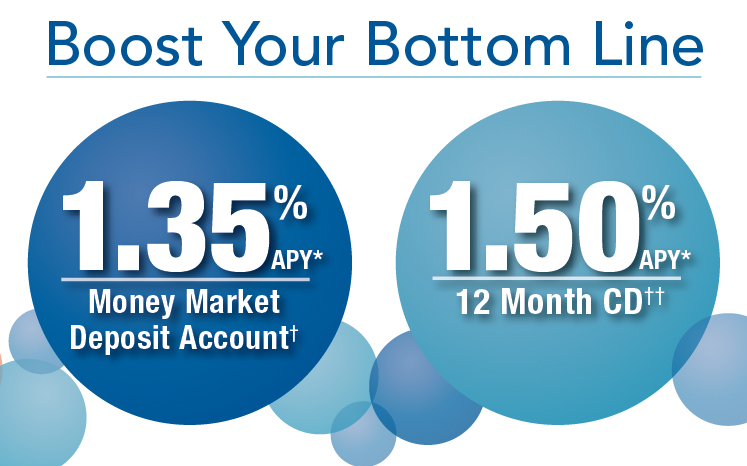 Boost Your Bottom Line
1.35% APY*
Money Market
Deposit Account†
1.50% APY*
12 Month CD††